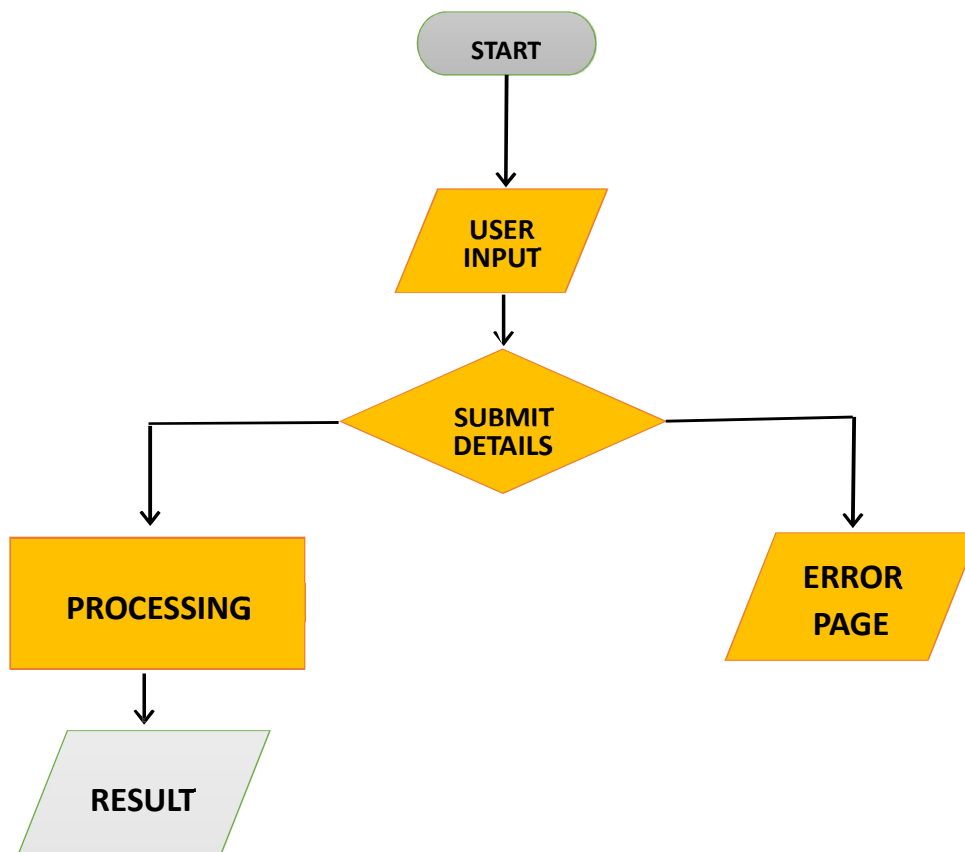 START
USER
INPUT
SUBMIT
DETAILS
PROCESSING
ERROR
PAGE
RESULT